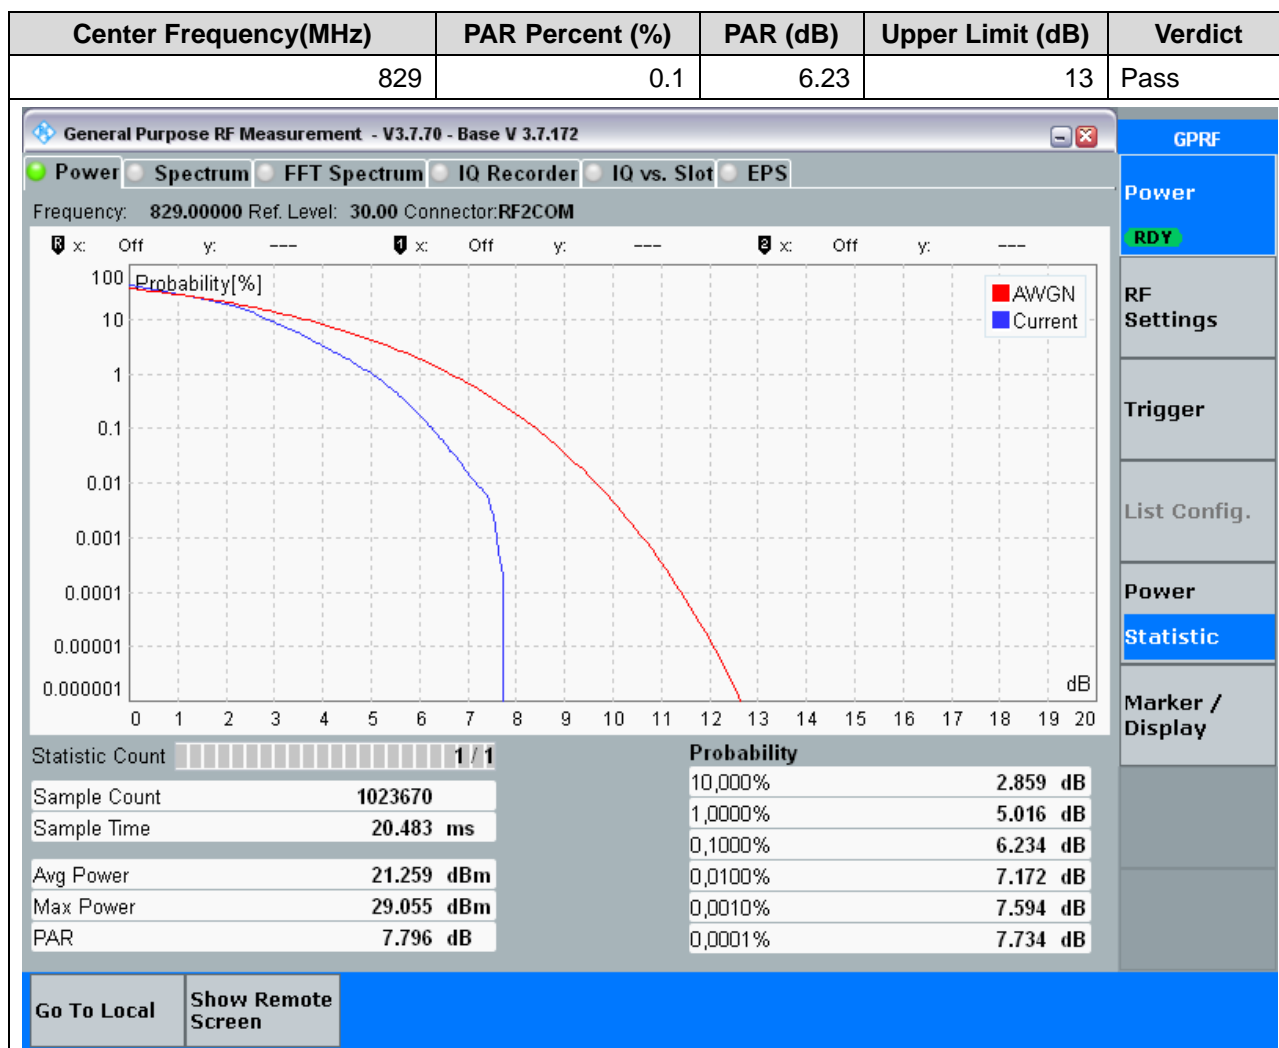 Center Frequency(MHz) PAR Percent (%) PAR (dB) Upper Limit (dB) Verdict
829 0.1 6.23 13 Pass
General Purpose RF Measurement - V3.7.70 - Base V 3.7.172
GPRF
Power Spectrum FFT Spectrum IQ Recorder IQ vs. Slot EPS
Frequency: 829.00000 Ref. Level: 30.00 Connector:RF2COM
R x: Off y: --- 1 x: Off y: --- 2 x: Off y: ---
Probability[%]
100
10
1
0.1
0.01
0.001
0.0001
0.00001
0.000001
AWGN
Current
dB
0 1 2 3 4 5 6 7 8 9 10 11 12 13 14 15 16 17 18 19 20
Statistic Count 1 / 1
Sample Count 1023670
Sample Time 20.483 ms
Avg Power 21.259 dBm
Max Power 29.055 dBm
PAR 7.796 dB
Probability
10,000% 2.859 dB
1,0000% 5.016 dB
0,1000% 6.234 dB
0,0100% 7.172 dB
0,0010% 7.594 dB
0,0001% 7.734 dB
Power
RDY
RF
Settings
Trigger
List Config.
Power
Statistic
Marker /
Display
Go To Local
Show Remote
Screen